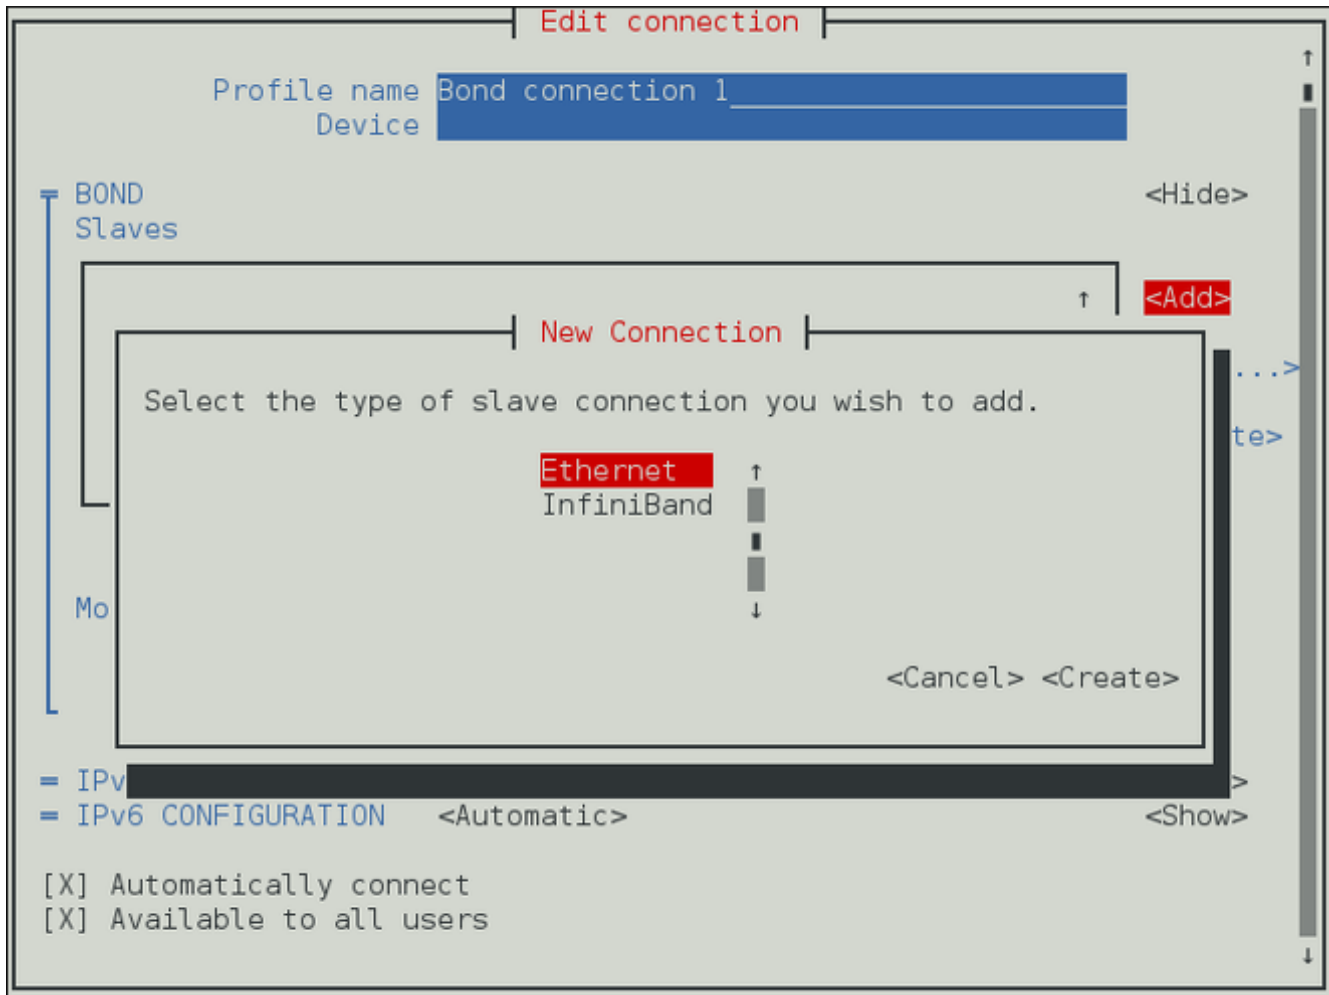 Edit connection
Profile name Bond connection 1
Device
BOND <Hide>
Slaves
<Add>
New Connection
...>
Select the type of slave connection you wish to add.
te>
Ethernet
InfiniBand
Mo
<Cancel> <Create>
= IPv >
= IPv6 CONFIGURATION <Automatic> <Show>
[X] Automatically connect
[X] Available to all users